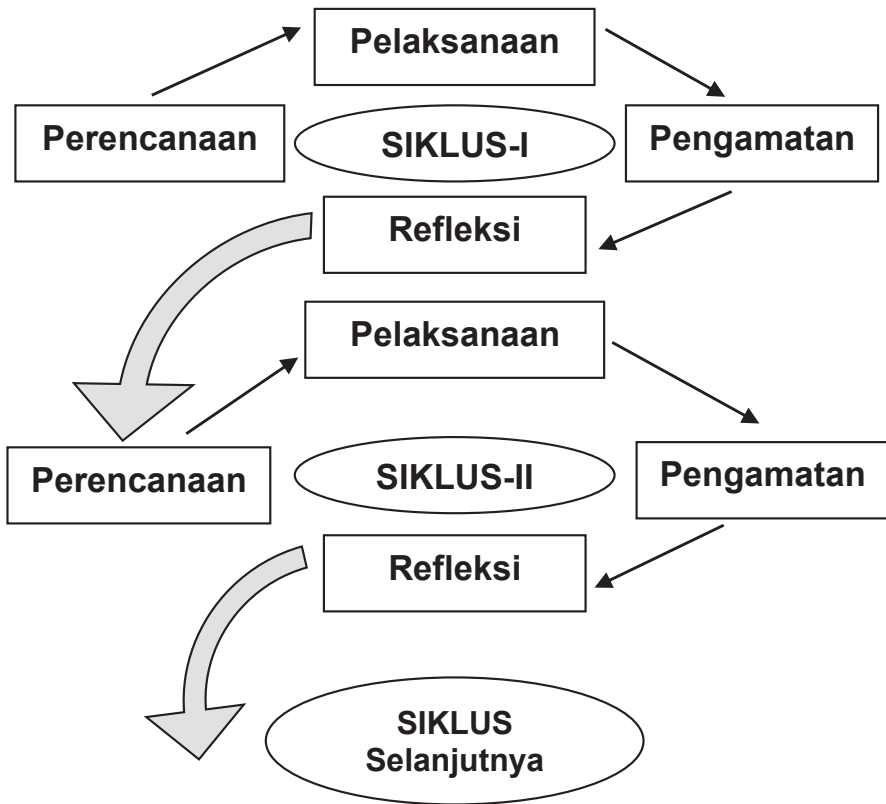 Pelaksanaan
Perencanaan
SIKLUS-I
Pengamatan
Refleksi
Pelaksanaan
Perencanaan
SIKLUS-II
Pengamatan
Refleksi
SIKLUS
Selanjutnya